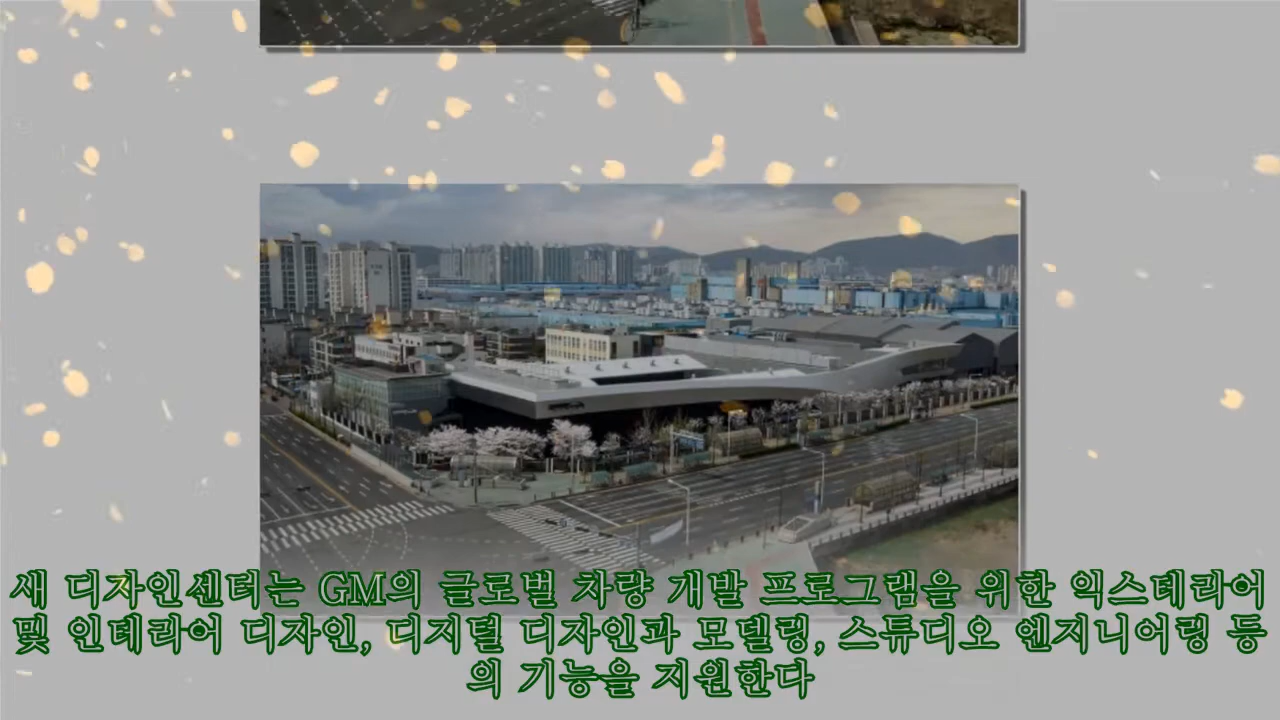 새 디자인센터는 GM의 글로벌 차량 개발 프로그램을 위한 익스테리어
및 인테리어 디자인, 디지털 디자인과 모델링, 스튜디오 엔지니어링 등
의 기능을 지원한다